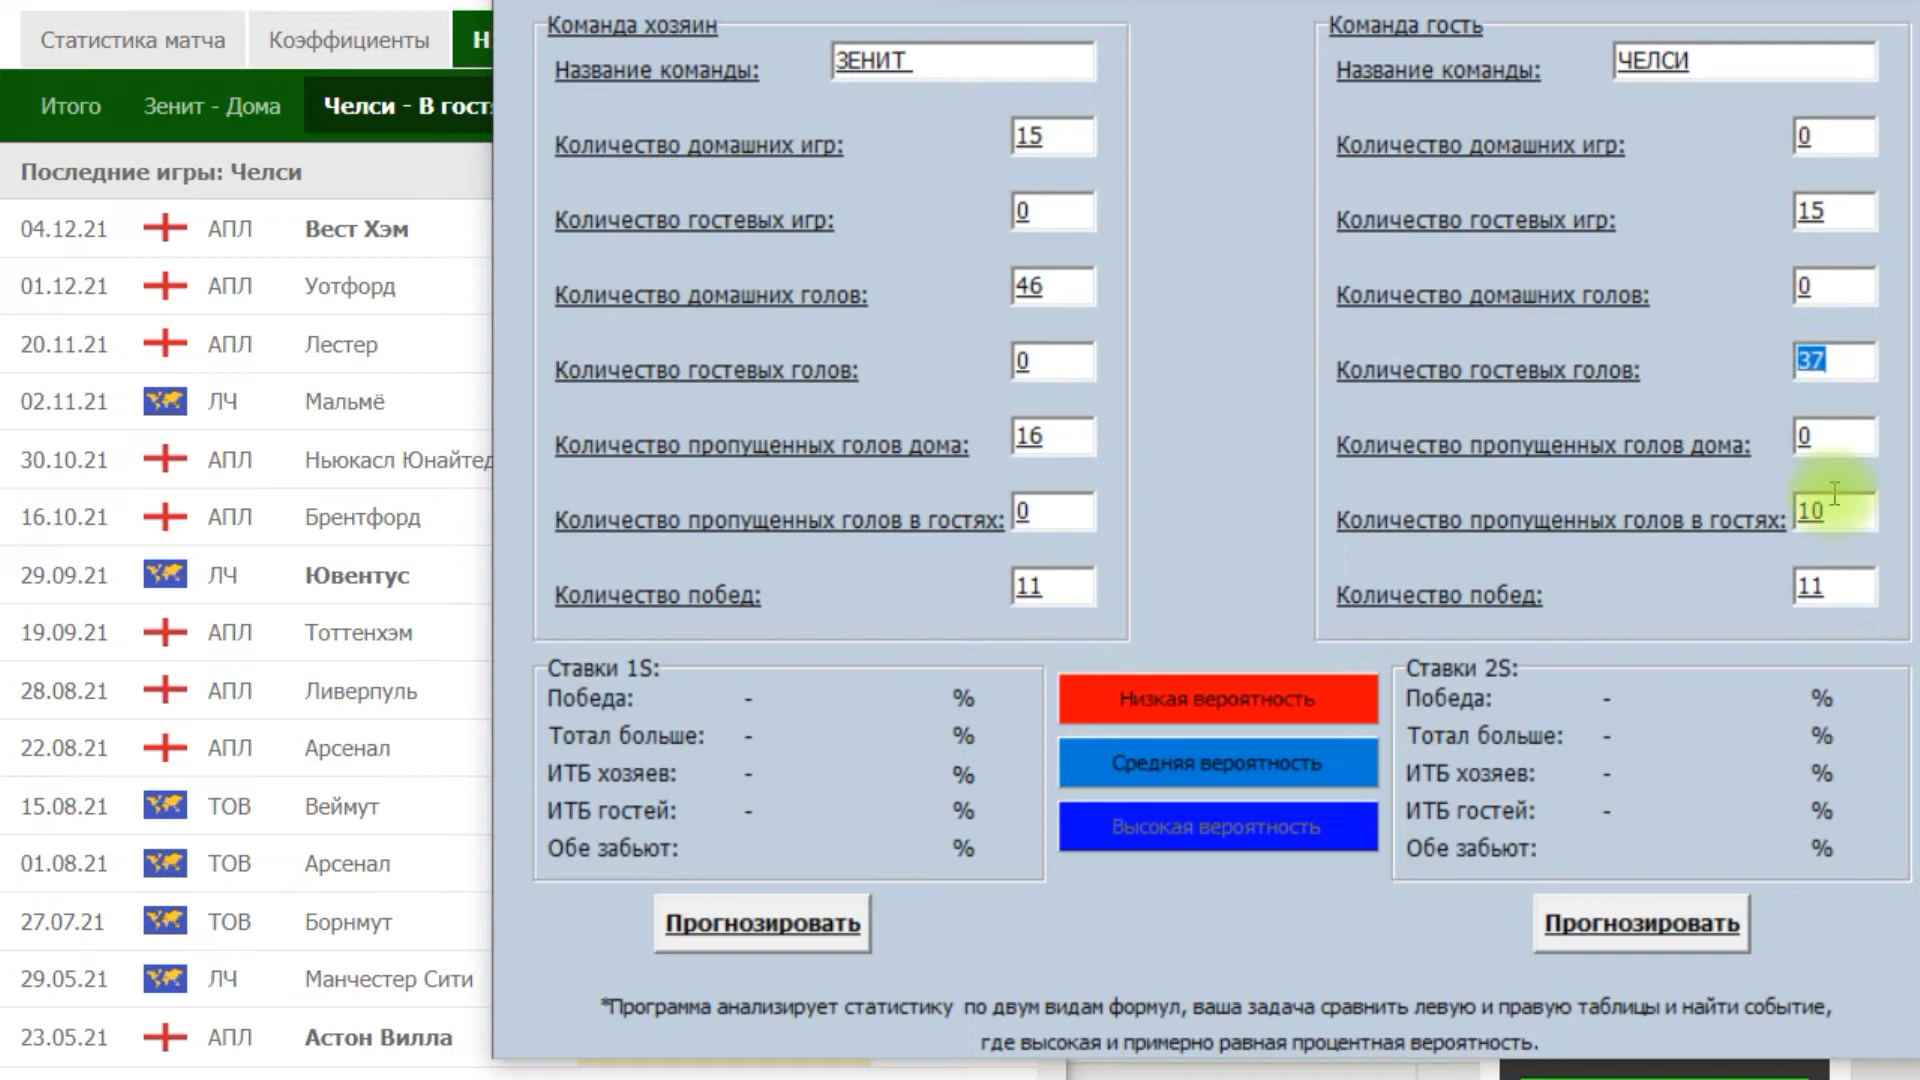 Статистика матча
Коэффициенты
Н
Итого
Зенит - Дома
Челси - В гост
Последние игры: Челси
04.12.21 АПЛ Вест Хэм
01.12.21 АПЛ Уотфорд
20.11.21 АПЛ Лестер
02.11.21 ЛЧ Мальмё
30.10.21 АПЛ Ньюкасл Юнайтед
16.10.21 АПЛ Брентфорд
29.09.21 ЛЧ Ювентус
19.09.21 АПЛ Тоттенхэм
28.08.21 АПЛ Ливерпуль
22.08.21 АПЛ Арсенал
15.08.21 ТОВ Веймут
01.08.21 ТОВ Арсенал
27.07.21 ТОВ Борнмут
29.05.21 ЛЧ Манчестер Сити
23.05.21 АПЛ Астон Вилла
Команда хозяин
Название команды: ЗЕНИТ
Количество домашних игр: 15
Количество гостевых игр: 0
Количество домашних голов: 46
Количество гостевых голов: 0
Количество пропущенных голов дома: 16
Количество пропущенных голов в гостях: 0
Количество побед: 11
Команда гость
Название команды: ЧЕЛСИ
Количество домашних игр: 0
Количество гостевых игр: 15
Количество домашних голов: 0
Количество гостевых голов: 37
Количество пропущенных голов дома: 0
Количество пропущенных голов в гостях: 10
Количество побед: 11
Ставки 1S:
Победа: - %
Тотал больше: - %
ИТБ хозяев: - %
ИТБ гостей: - %
Обе забьют: %
Низкая вероятность
Средняя вероятность
Высокая вероятность
Ставки 2S:
Победа: - %
Тотал больше: - %
ИТБ хозяев: - %
ИТБ гостей: - %
Обе забьют: %
Прогнозировать
Прогнозировать
*Программа анализирует статистику по двум видам формул, ваша задача сравнить левую и правую таблицы и найти событие,
где высокая и примерно равная процентная вероятность.